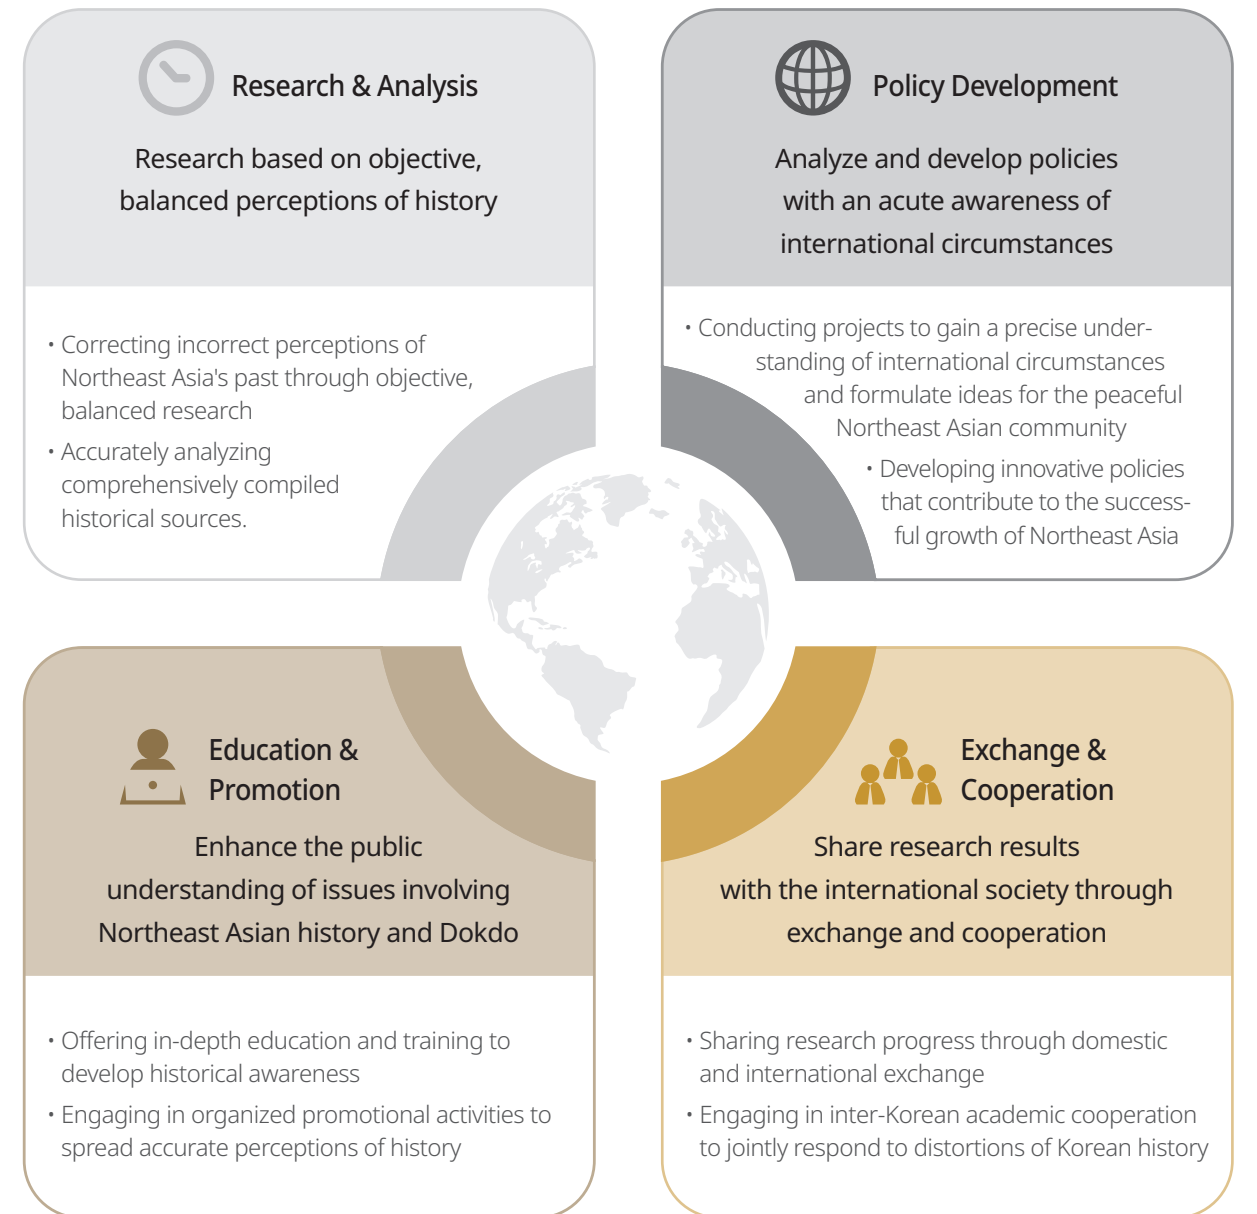 Research & Analysis
Research based on objective,
balanced perceptions of history
• Correcting incorrect perceptions of
Northeast Asia's past through objective,
balanced research
• Accurately analyzing
comprehensively compiled
historical sources.
Policy Development
Analyze and develop policies
with an acute awareness of
international circumstances
• Conducting projects to gain a precise under-
standing of international circumstances
and formulate ideas for the peaceful
Northeast Asian community
• Developing innovative policies
that contribute to the success-
ful growth of Northeast Asia
Education &
Promotion
Enhance the public
understanding of issues involving
Northeast Asian history and Dokdo
• Offering in-depth education and training to
develop historical awareness
• Engaging in organized promotional activities to
spread accurate perceptions of history
Exchange &
Cooperation
Share research results
with the international society through
exchange and cooperation
• Sharing research progress through domestic
and international exchange
• Engaging in inter-Korean academic cooperation
to jointly respond to distortions of Korean history